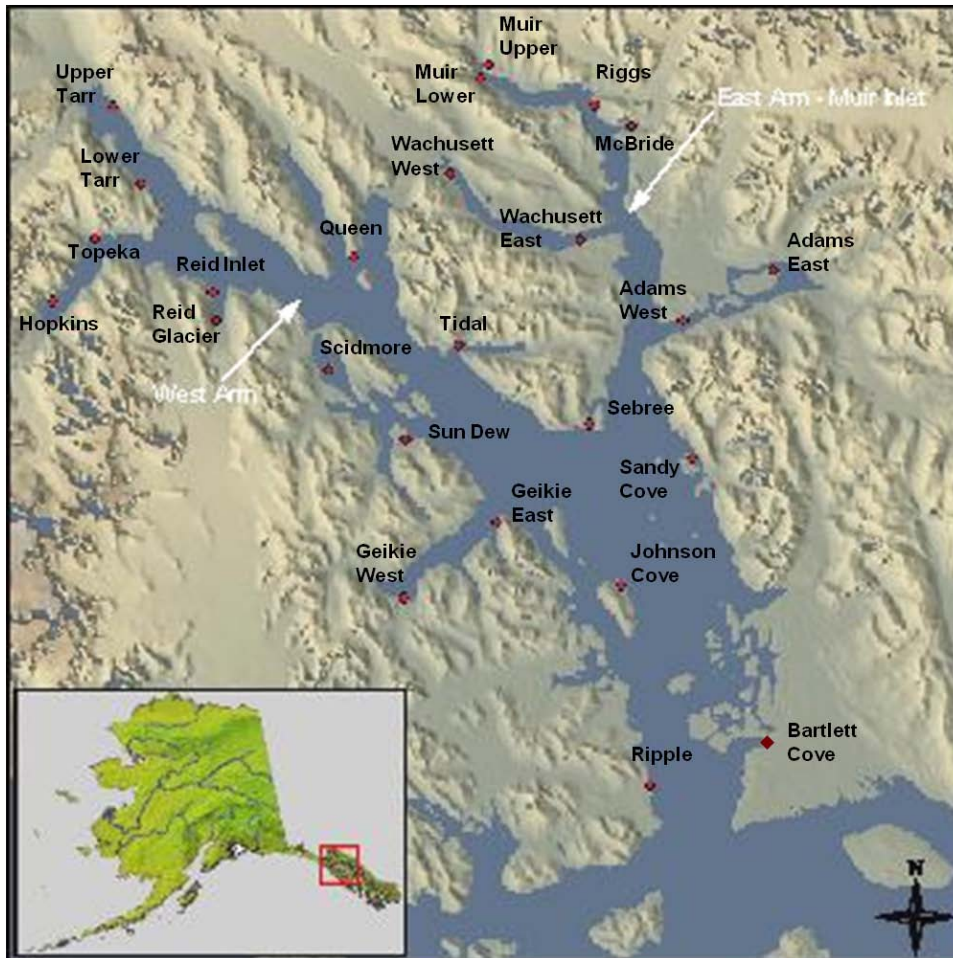 Muir
Upper
Upper
Tarr
Muir
Lower
Riggs
East Arm - Muir Inlet
McBride
Wachusett
West
Lower
Tarr
Wachusett
East
Queen
Adams
East
Topeka
Reid Inlet
Adams
West
Hopkins
Reid
Glacier
Tidal
Scidmore
West Arm
Sebree
Sun Dew
Sandy
Cove
Geikie
East
Geikie
West
Johnson
Cove
Bartlett
Cove
Ripple
N